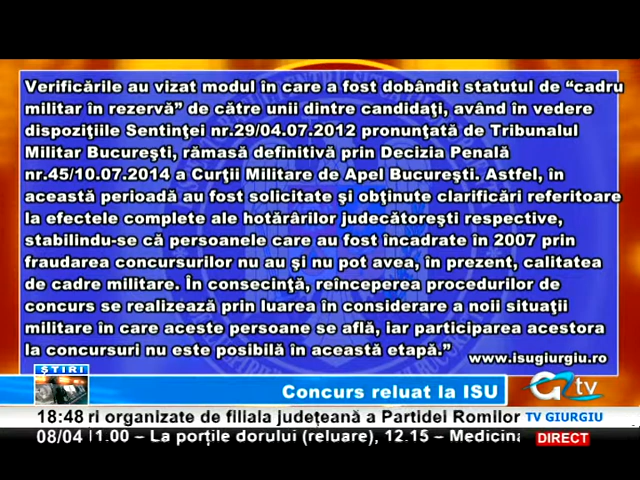 Verificările au vizat modul în care a fost dobândit statutul de “cadru
militar în rezervă” de către unii dintre candidaţi, având în vedere
dispoziţiile Sentinţei nr.29/04.07.2012 pronunţată de Tribunalul
Militar Bucureşti, rămasă definitivă prin Decizia Penală
nr.45/10.07.2014 a Curţii Militare de Apel Bucureşti. Astfel, în
această perioadă au fost solicitate şi obţinute clarificări referitoare
la efectele complete ale hotărârilor judecătoreşti respective,
stabilindu-se că persoanele care au fost încadrate în 2007 prin
fraudarea concursurilor nu au şi nu pot avea, în prezent, calitatea
de cadre militare. În consecinţă, reînceperea procedurilor de
concurs se realizează prin luarea în considerare a noii situaţii
militare în care aceste persoane se află, iar participarea acestora
la concursuri nu este posibilă în această etapă.”
www.isugiurgiu.ro
ŞTIRI
Concurs reluat la ISU
G tv
18:48 ri organizate de filiala județeană a Partidei Romilor TV GIURGIU
08/04 11.00 – La porţile dorului (reluare), 12.15 – Medicina DIRECT